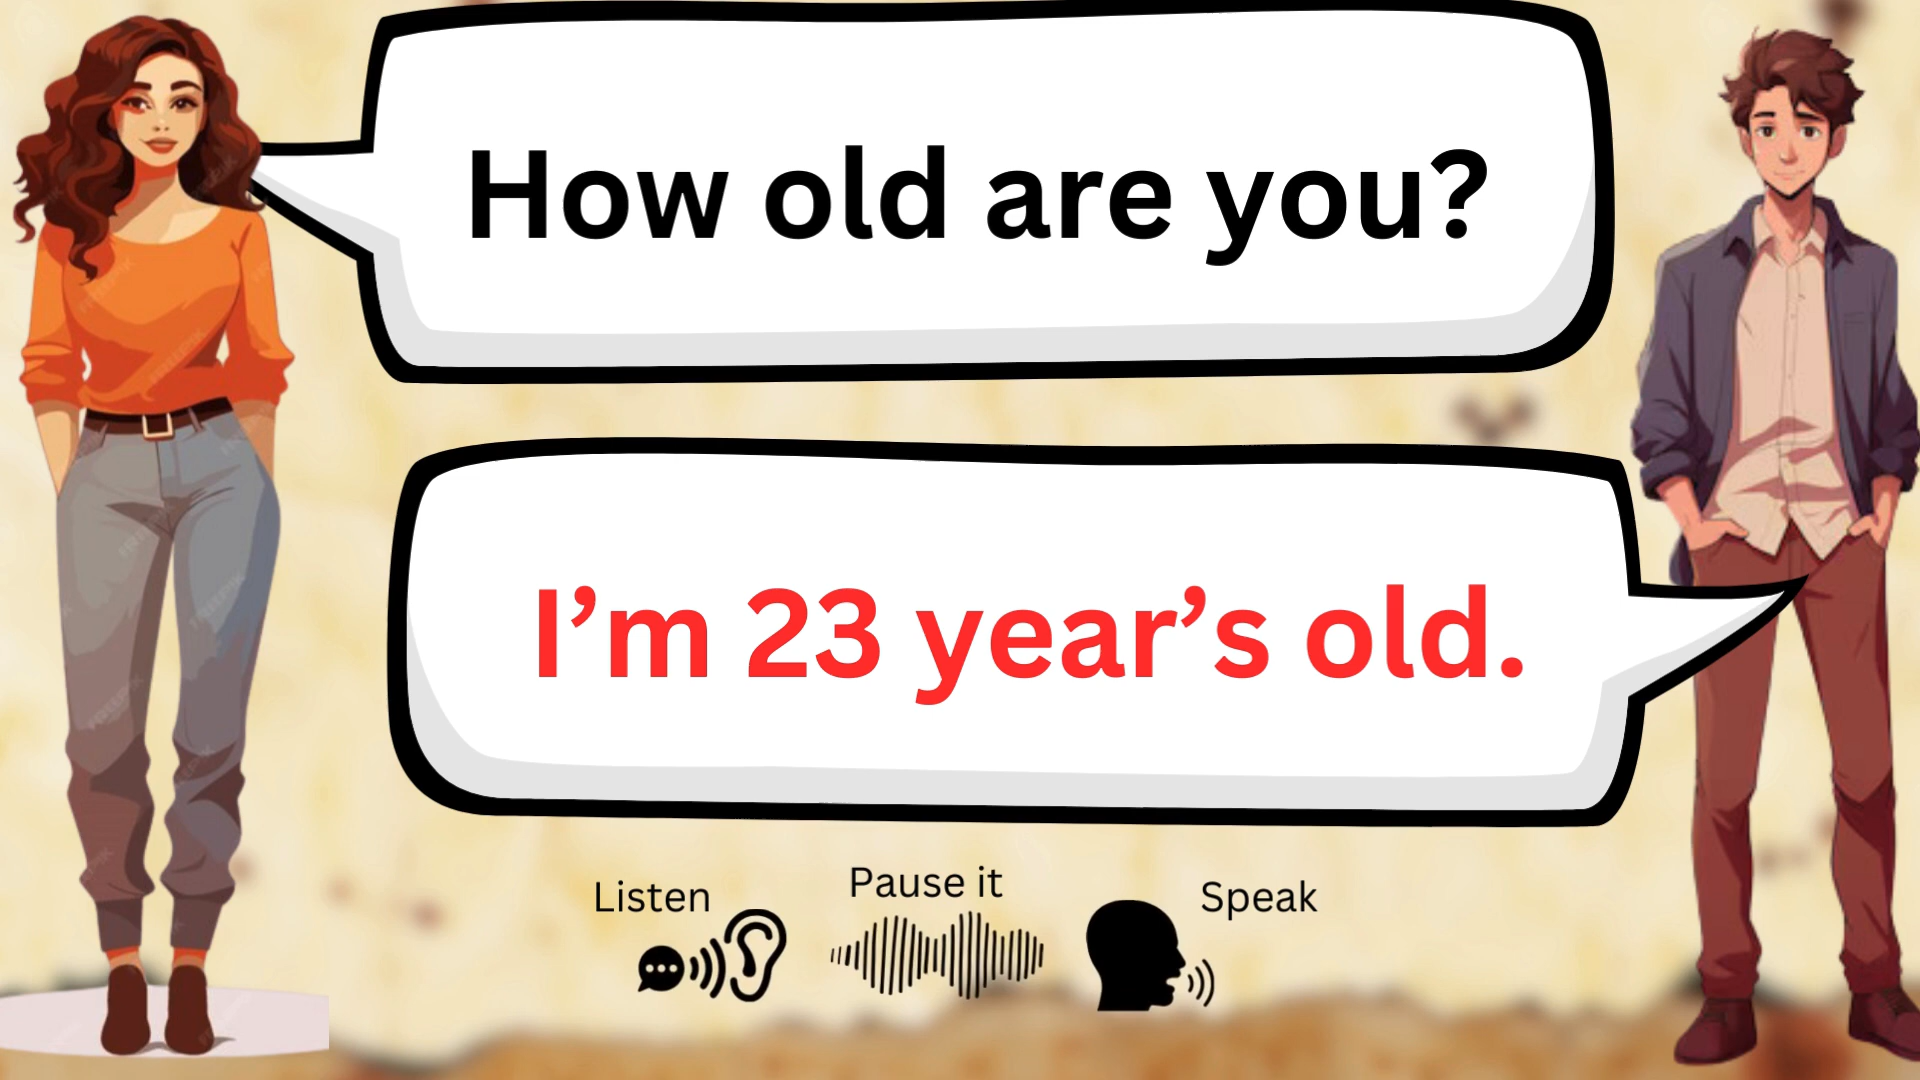 How old are you?
I’m 23 year’s old.
Listen
Pause it
Speak